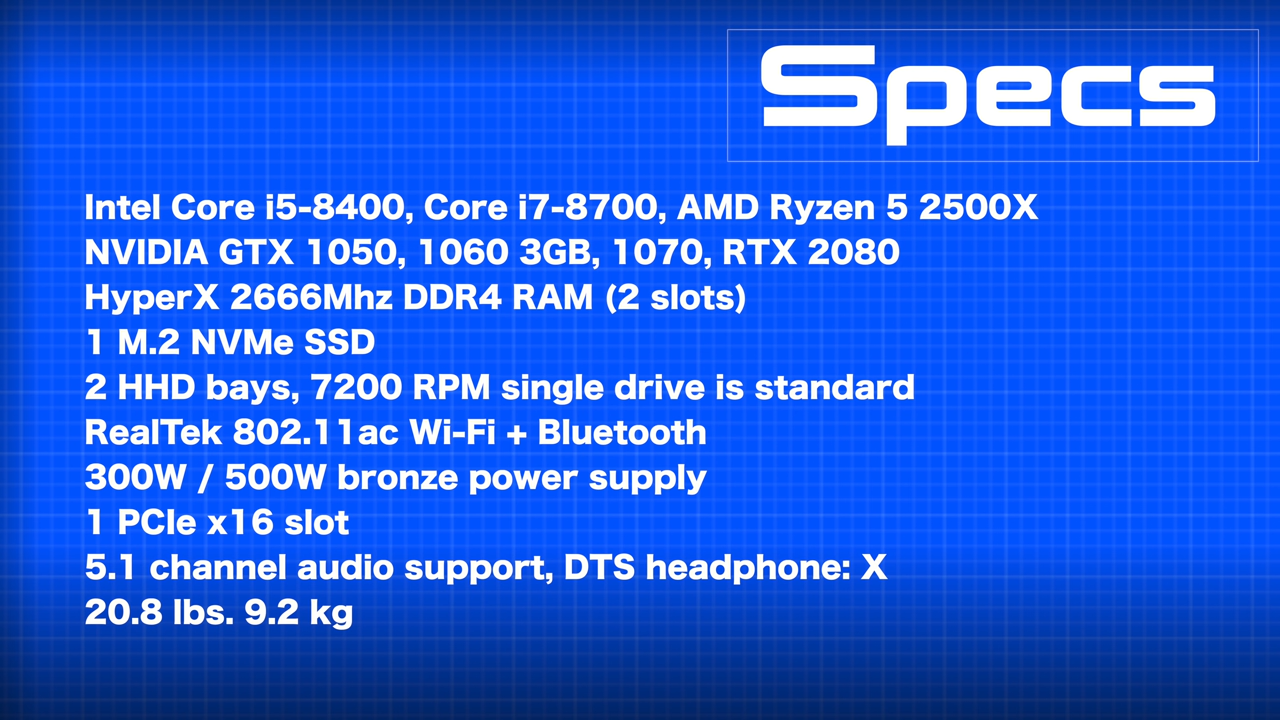 Specs
Intel Core i5-8400, Core i7-8700, AMD Ryzen 5 2500X
NVIDIA GTX 1050, 1060 3GB, 1070, RTX 2080
HyperX 2666Mhz DDR4 RAM (2 slots)
1 M.2 NVMe SSD
2 HHD bays, 7200 RPM single drive is standard
RealTek 802.11ac Wi-Fi + Bluetooth
300W / 500W bronze power supply
1 PCIe x16 slot
5.1 channel audio support, DTS headphone: X
20.8 lbs. 9.2 kg